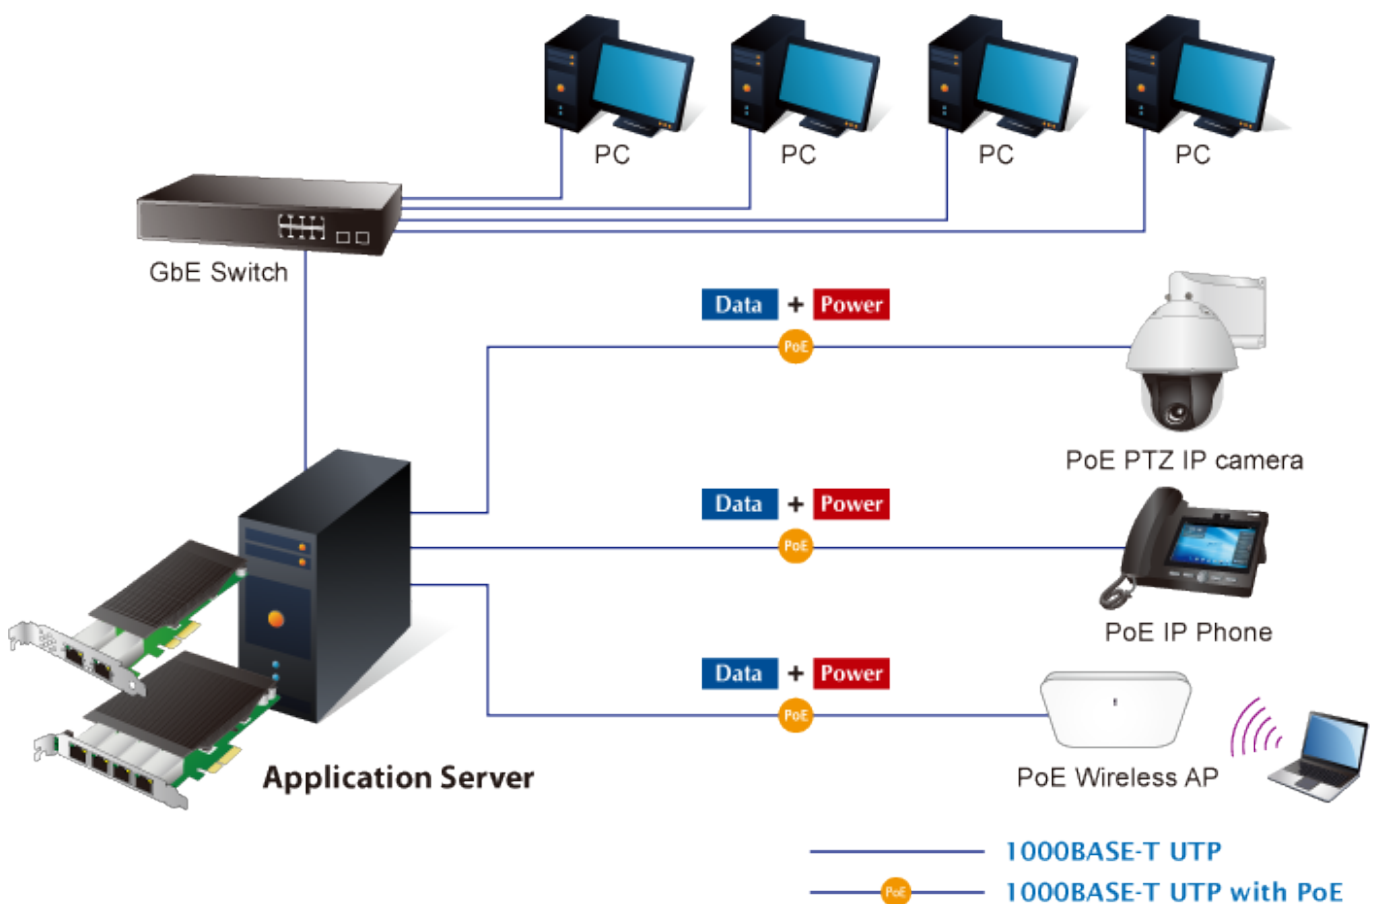 PC
PC
PC
PC
GbE Switch
Data + Power
PoE
PoE PTZ IP camera
Data + Power
PoE
PoE IP Phone
Data + Power
PoE
PoE Wireless AP
Application Server
1000BASE-T UTP
PoE
1000BASE-T UTP with PoE